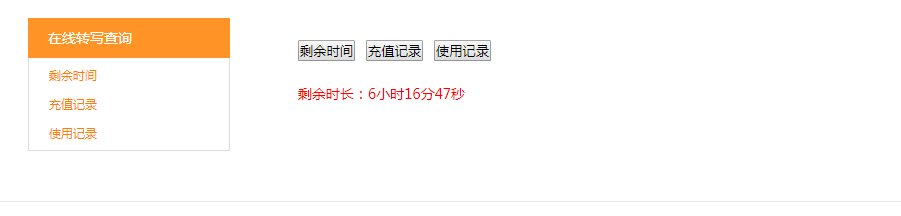 在线转写查询
剩余时间
充值记录
使用记录
剩余时间 充值记录 使用记录
剩余时长：6小时16分47秒